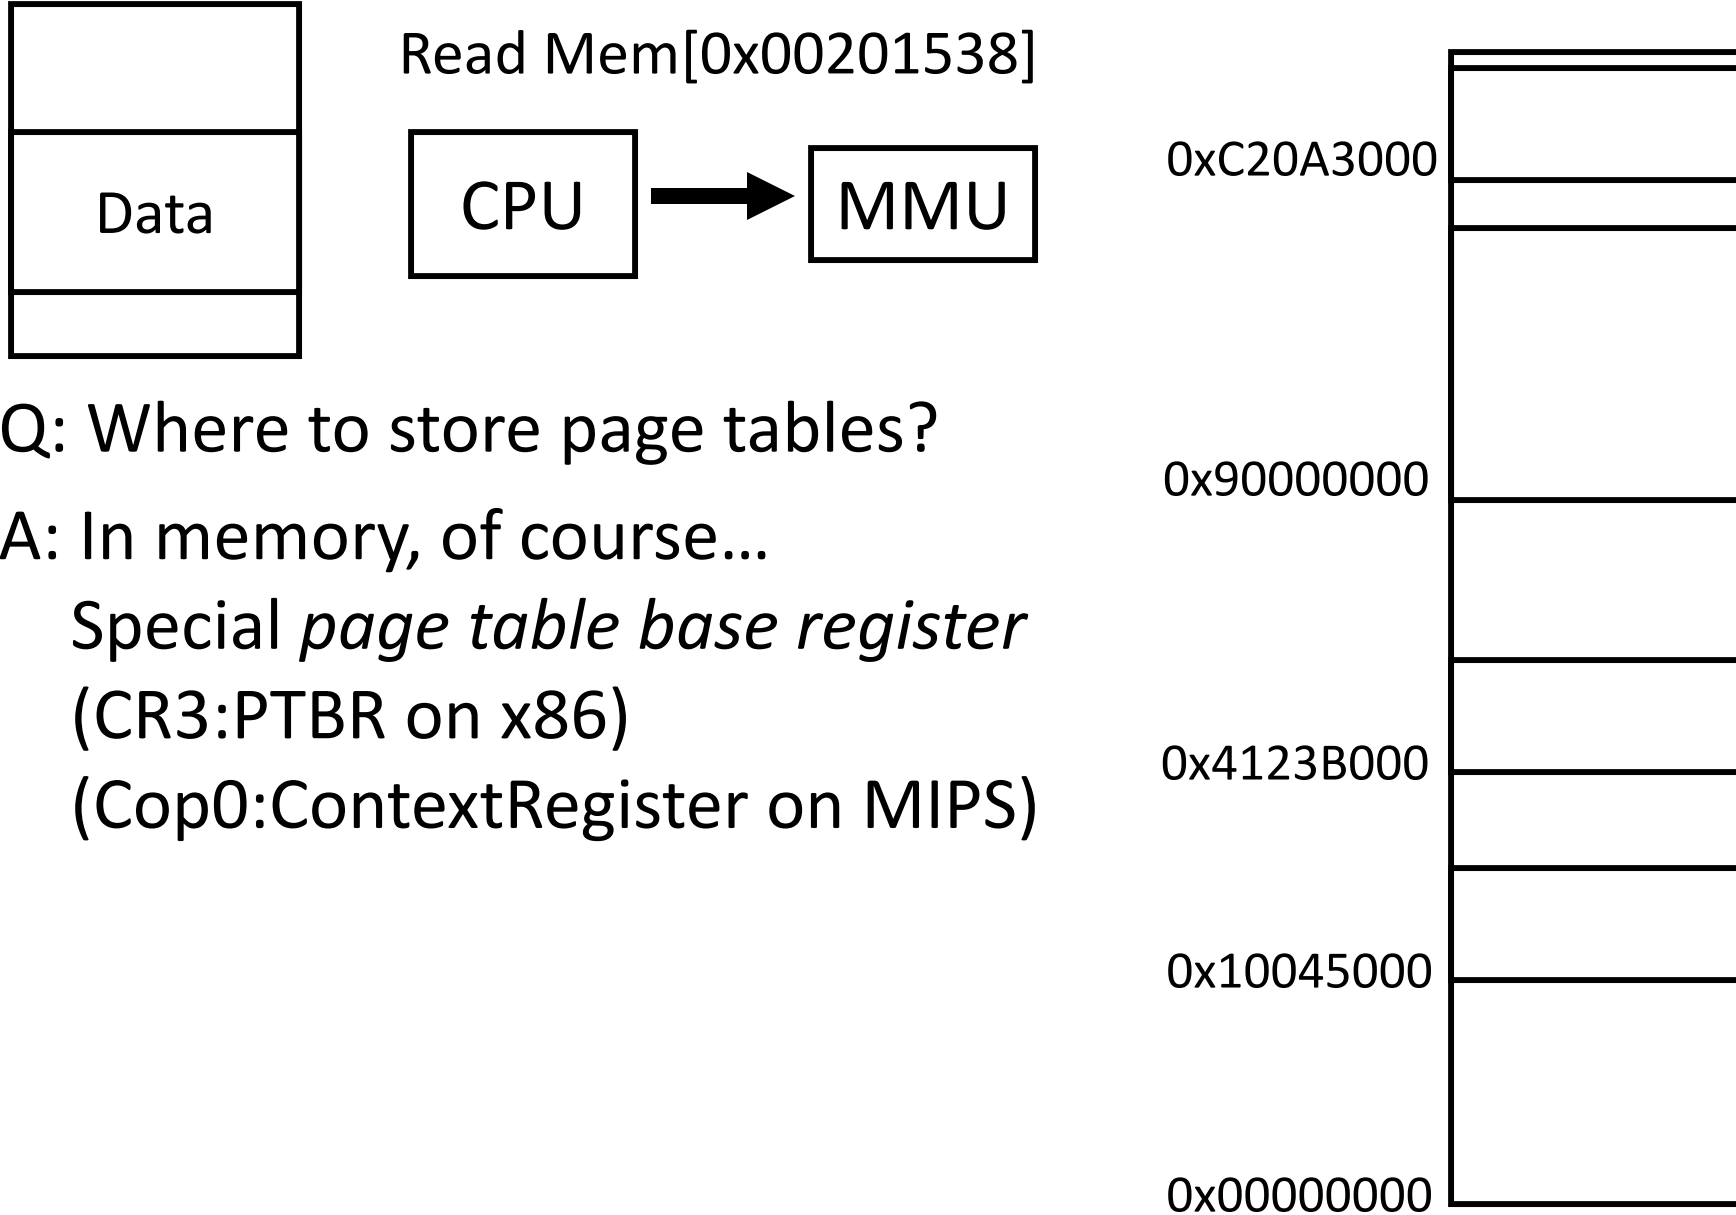 Read Mem[0x00201538]
Data
CPU
MMU
Q: Where to store page tables?
A: In memory, of course…
Special page table base register
(CR3:PTBR on x86)
(Cop0:ContextRegister on MIPS)
0xC20A3000
0x90000000
0x4123B000
0x10045000
0x00000000